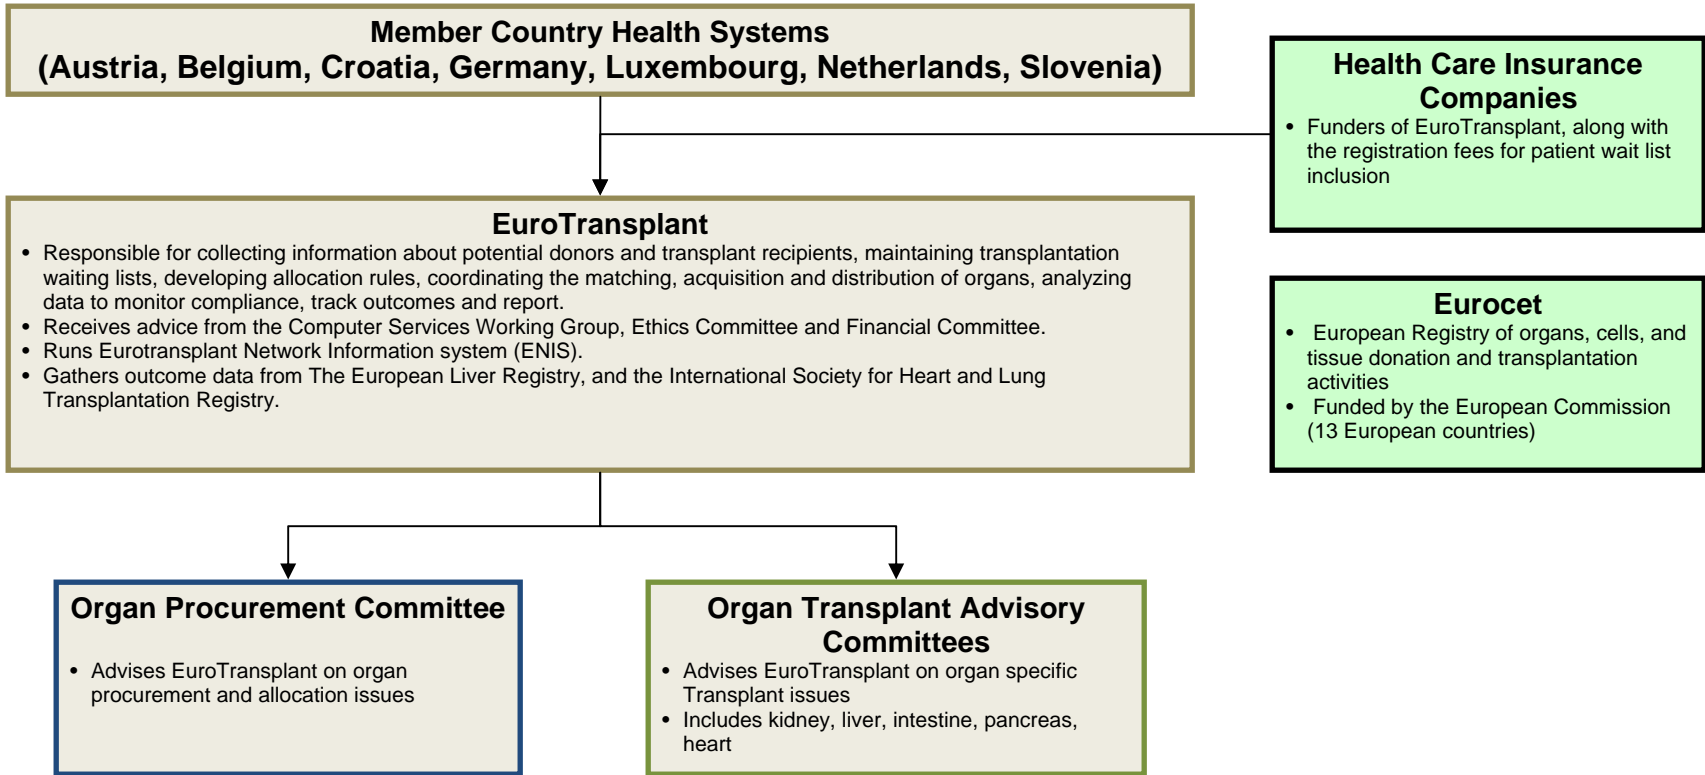 Member Country Health Systems
(Austria, Belgium, Croatia, Germany, Luxembourg, Netherlands, Slovenia)
Health Care Insurance
Companies
• Funders of EuroTransplant, along with
the registration fees for patient wait list
inclusion
EuroTransplant
• Responsible for collecting information about potential donors and transplant recipients, maintaining transplantation
waiting lists, developing allocation rules, coordinating the matching, acquisition and distribution of organs, analyzing
data to monitor compliance, track outcomes and report.
• Receives advice from the Computer Services Working Group, Ethics Committee and Financial Committee.
• Runs Eurotransplant Network Information system (ENIS).
• Gathers outcome data from The European Liver Registry, and the International Society for Heart and Lung
Transplantation Registry.
Eurocet
• European Registry of organs, cells, and
tissue donation and transplantation
activities
• Funded by the European Commission
(13 European countries)
Organ Procurement Committee
• Advises EuroTransplant on organ
procurement and allocation issues
Organ Transplant Advisory
Committees
• Advises EuroTransplant on organ specific
Transplant issues
• Includes kidney, liver, intestine, pancreas,
heart